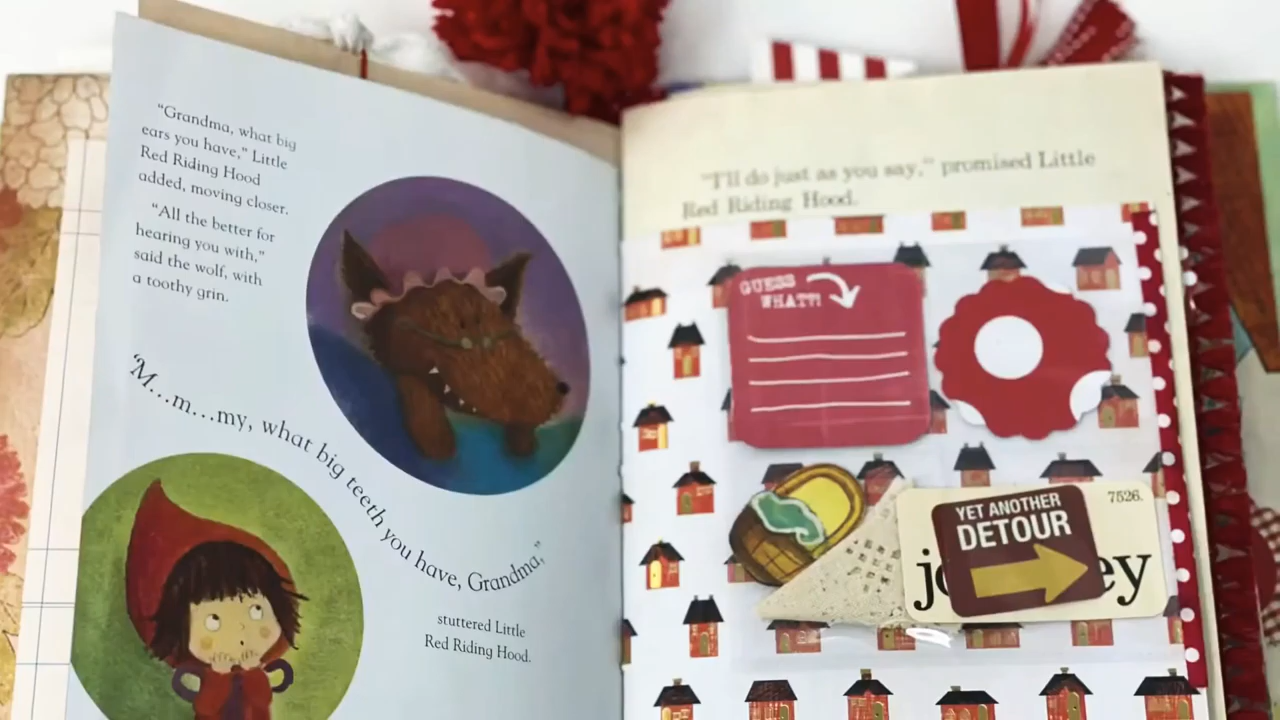 “Grandma, what big
ears you have,” Little
Red Riding Hood
added, moving closer.
“All the better for
hearing you with,”
said the wolf, with
a toothy grin.
“M...m...my, what big teeth you have, Grandma,”
stuttered Little
Red Riding Hood.
“I'll do just as you say,” promised Little
Red Riding Hood.
GUESS
WHAT?!
7526.
YET ANOTHER
DETOUR